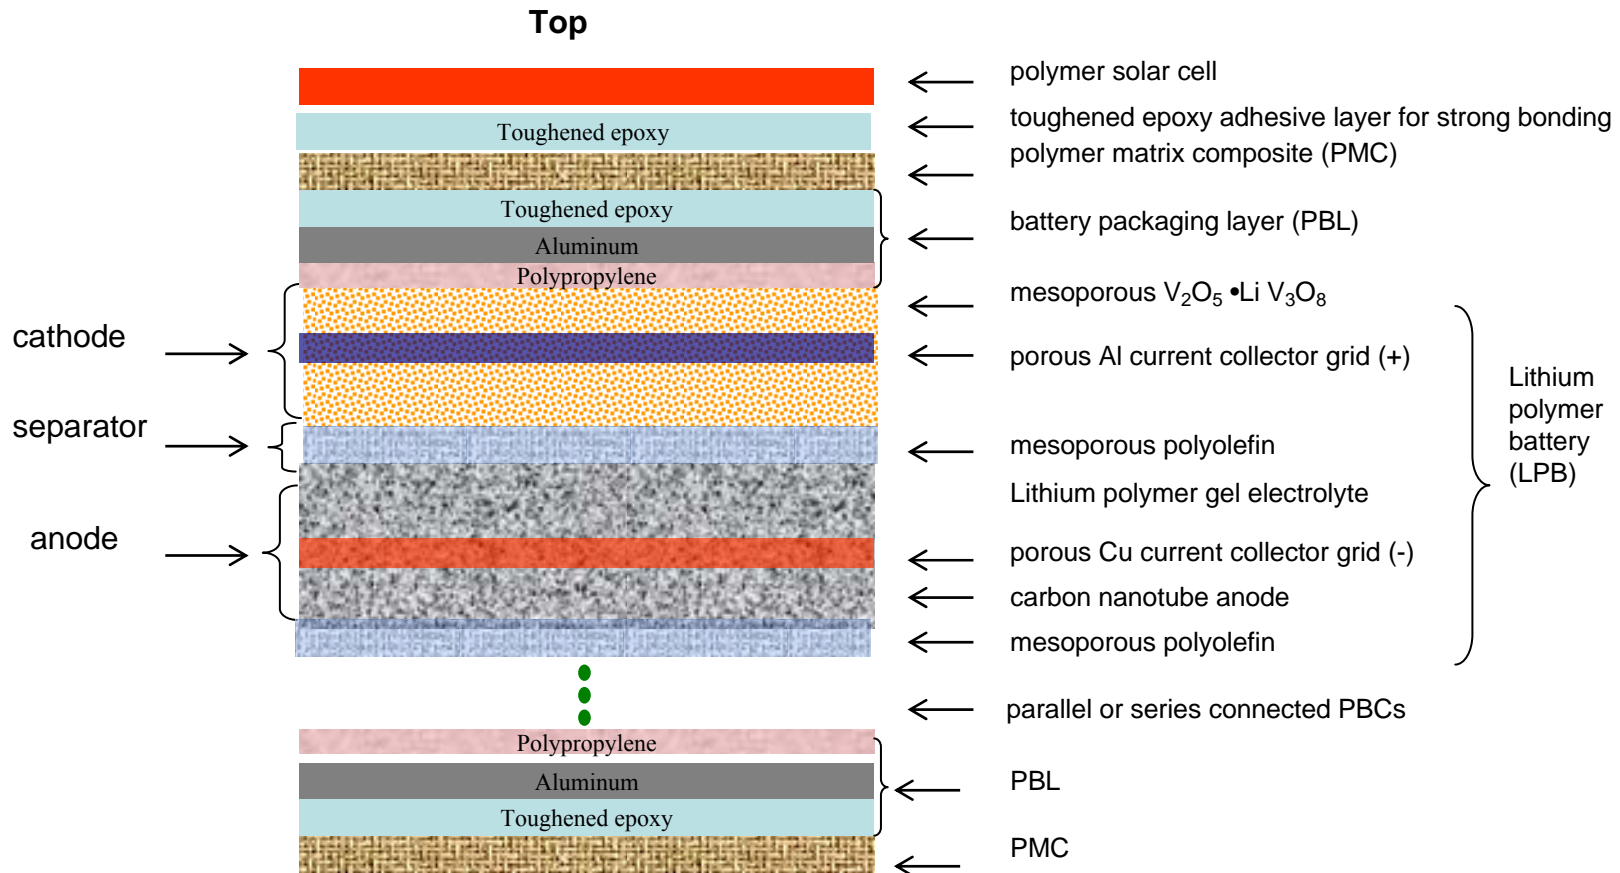 Top
polymer solar cell
Toughened epoxy
toughened epoxy adhesive layer for strong bonding
polymer matrix composite (PMC)
Toughened epoxy
battery packaging layer (PBL)
Aluminum
Polypropylene
mesoporous V₂O₅ •Li V₃O₈
cathode
porous Al current collector grid (+)
Lithium
polymer
battery
(LPB)
separator
mesoporous polyolefin
Lithium polymer gel electrolyte
anode
porous Cu current collector grid (-)
carbon nanotube anode
mesoporous polyolefin
parallel or series connected PBCs
Polypropylene
Aluminum
PBL
Toughened epoxy
PMC